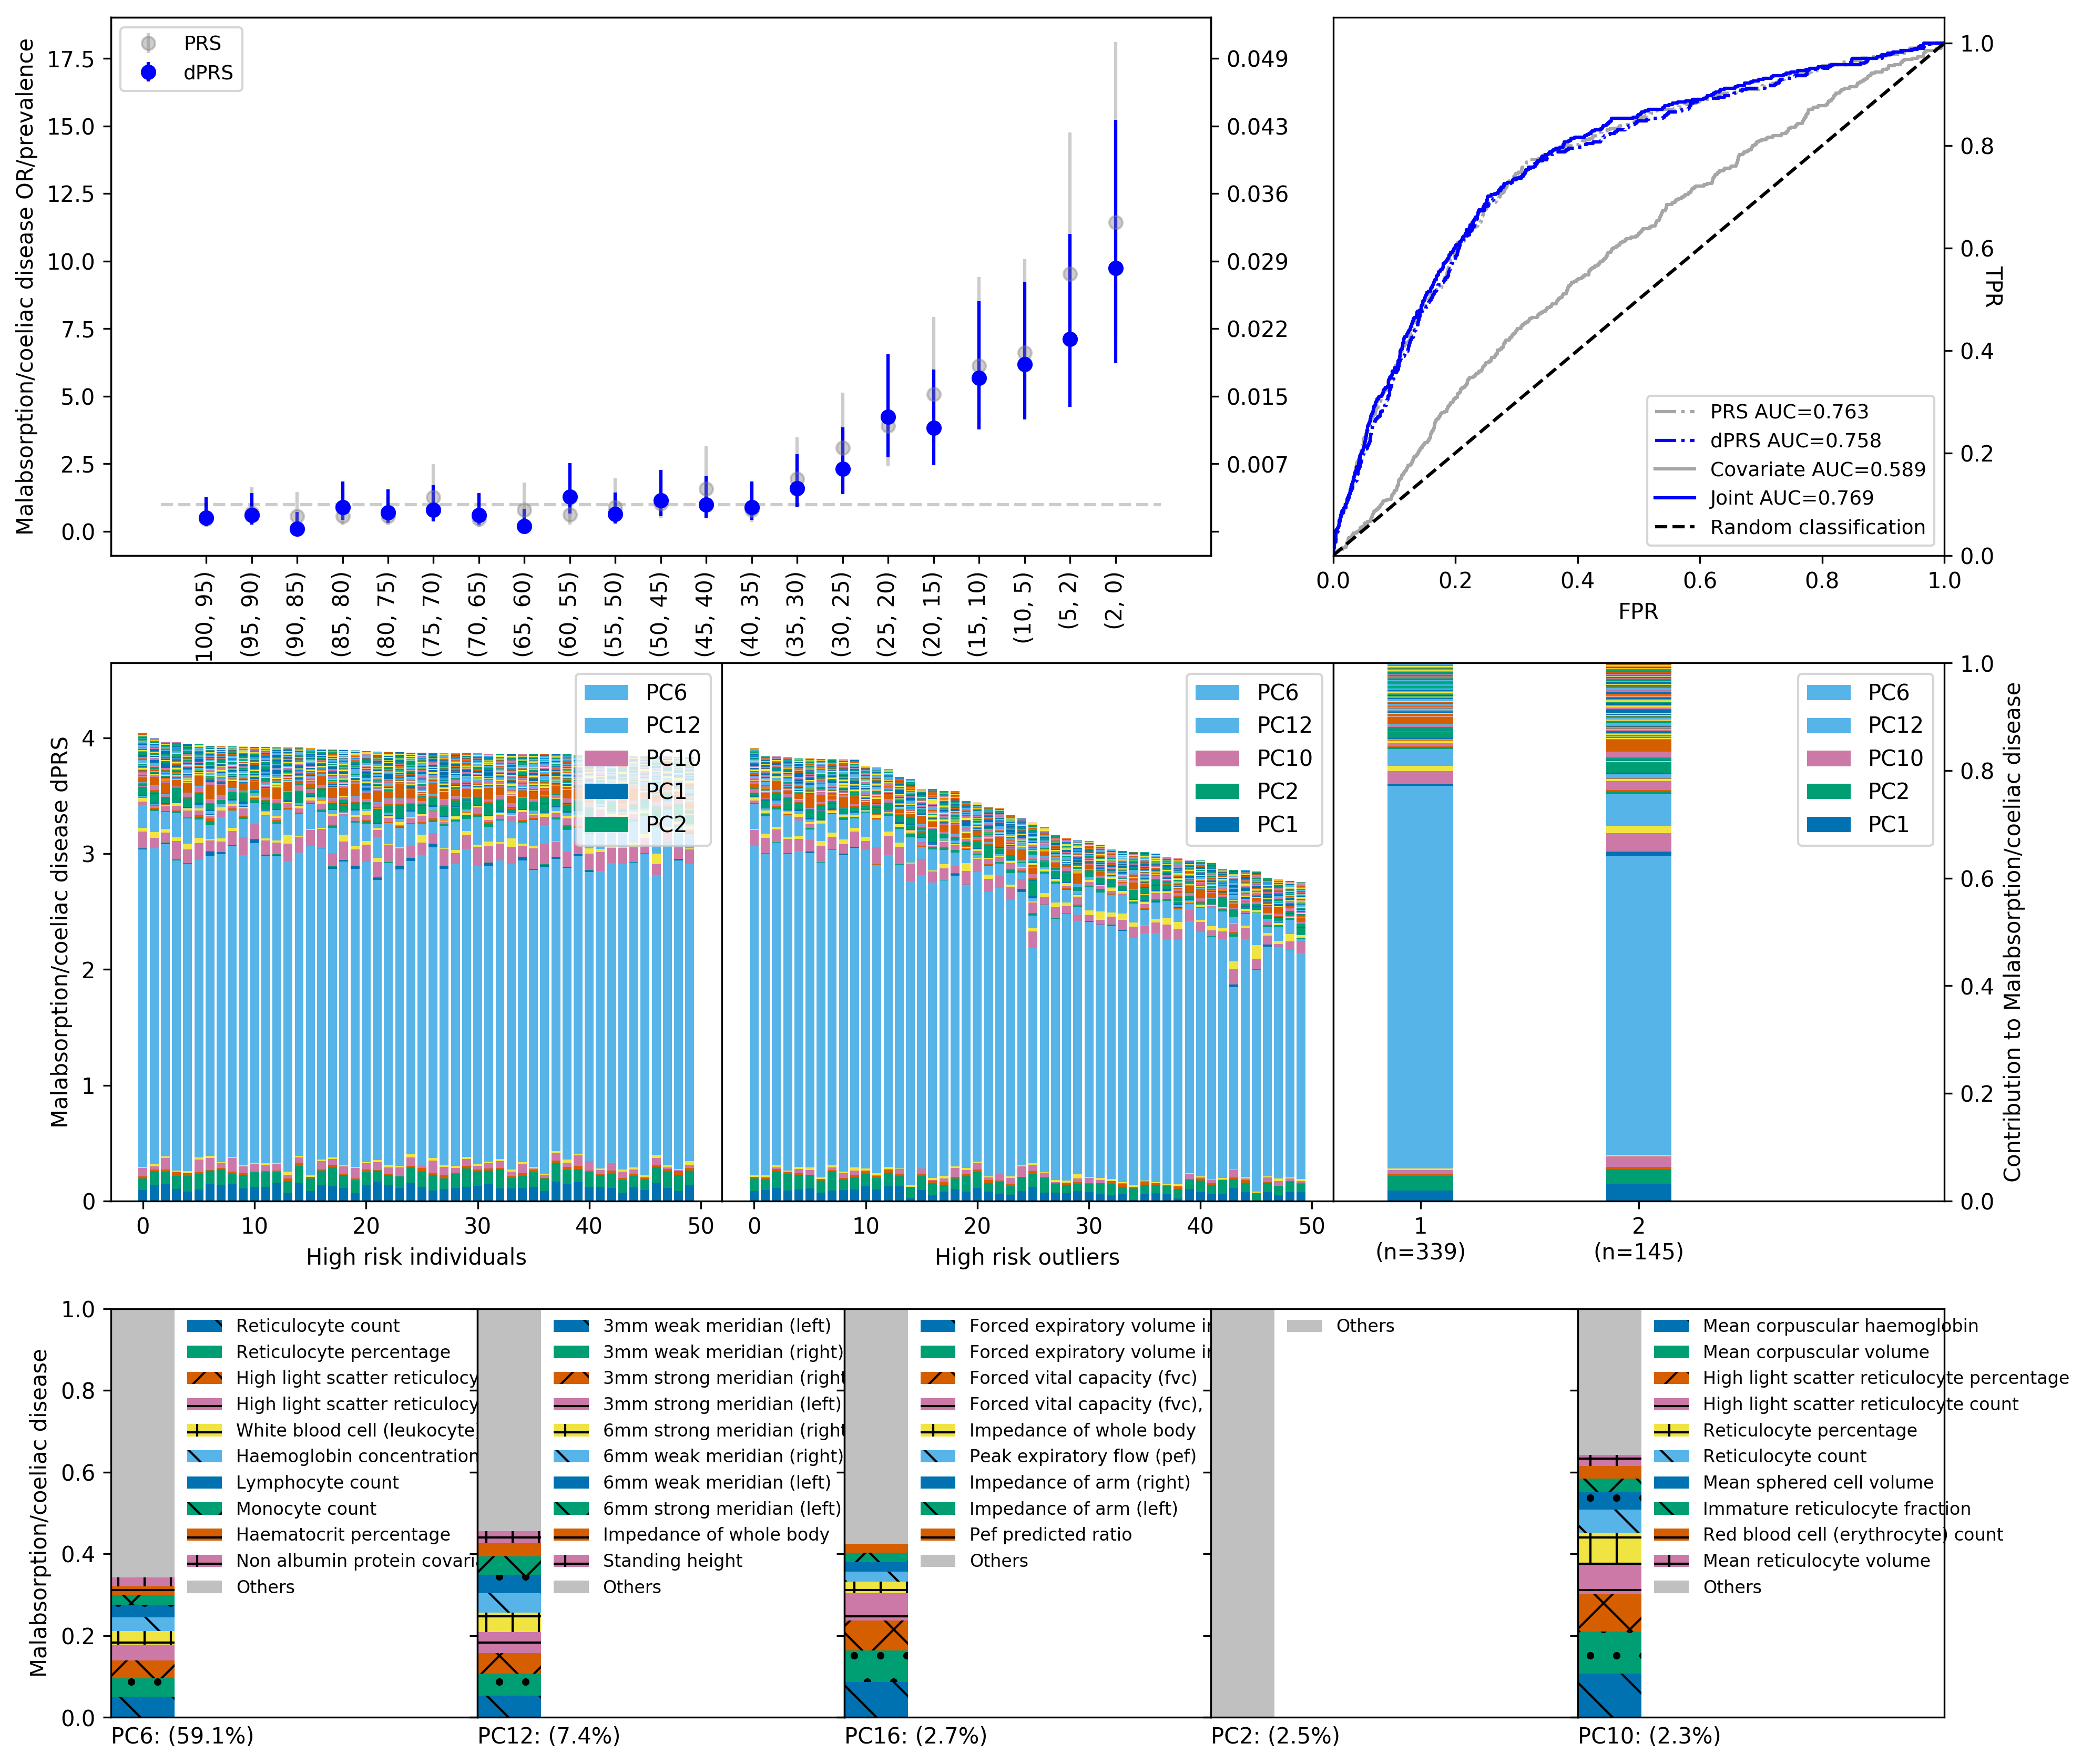 Malabsorption/coeliac disease OR/prevalence
17.5
15.0
12.5
10.0
7.5
5.0
2.5
0.0
PRS
dPRS
0.049
0.043
0.036
0.029
0.022
0.015
0.007
100, 95)
(95, 90)
(90, 85)
(85, 80)
(80, 75)
(75, 70)
(70, 65)
(65, 60)
(60, 55)
(55, 50)
(50, 45)
(45, 40)
(40, 35)
(35, 30)
(30, 25)
(25, 20)
(20, 15)
(15, 10)
(10, 5)
(5, 2)
(2, 0)
PRS AUC=0.763
dPRS AUC=0.758
Covariate AUC=0.589
Joint AUC=0.769
Random classification
1.0
0.8
0.6
0.4
0.2
0.0
TPR
0.0
0.2
0.4
0.6
0.8
1.0
FPR
Malabsorption/coeliac disease dPRS
4
3
2
1
0
PC6
PC12
PC10
PC1
PC2
0
10
20
30
40
50
High risk individuals
PC6
PC12
PC10
PC2
PC1
0
10
20
30
40
50
High risk outliers
PC6
PC12
PC10
PC2
PC1
1
(n=339)
2
(n=145)
1.0
0.8
0.6
0.4
0.2
0.0
Contribution to Malabsorption/coeliac disease
Malabsorption/coeliac disease
1.0
0.8
0.6
0.4
0.2
0.0
Reticulocyte count
Reticulocyte percentage
High light scatter reticulocy
High light scatter reticulocy
White blood cell (leukocyte
Haemoglobin concentration
Lymphocyte count
Monocyte count
Haematocrit percentage
Non albumin protein covari
Others
PC6: (59.1%)
3mm weak meridian (left)
3mm weak meridian (right)
3mm strong meridian (right
3mm strong meridian (left)
6mm strong meridian (right
6mm weak meridian (right)
6mm weak meridian (left)
6mm strong meridian (left)
Impedance of whole body
Standing height
Others
PC12: (7.4%)
Forced expiratory volume in
Forced expiratory volume in
Forced vital capacity (fvc)
Forced vital capacity (fvc),
Impedance of whole body
Peak expiratory flow (pef)
Impedance of arm (right)
Impedance of arm (left)
Pef predicted ratio
Others
PC16: (2.7%)
Others
PC2: (2.5%)
Mean corpuscular haemoglobin
Mean corpuscular volume
High light scatter reticulocyte percentage
High light scatter reticulocyte count
Reticulocyte percentage
Reticulocyte count
Mean sphered cell volume
Immature reticulocyte fraction
Red blood cell (erythrocyte) count
Mean reticulocyte volume
Others
PC10: (2.3%)